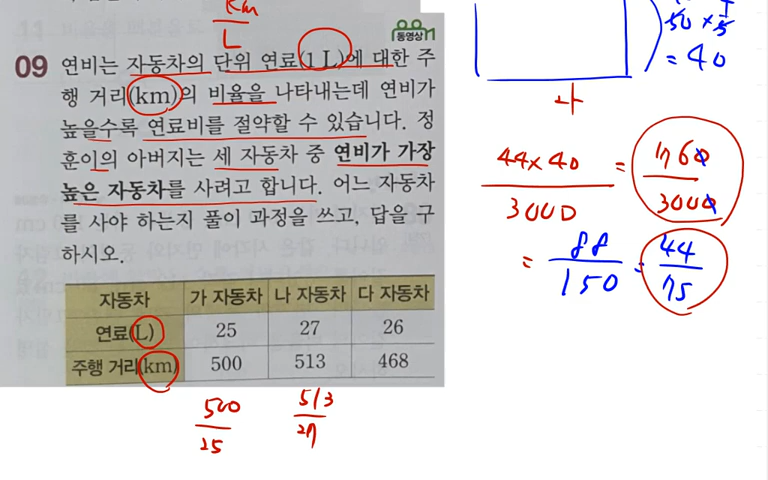 km
L
동영상
09 연비는 자동차의 단위 연료(1 L)에 대한 주
행 거리(km)의 비율을 나타내는데 연비가
높을수록 연료비를 절약할 수 있습니다. 정
훈이의 아버지는 세 자동차 중 연비가 가장
높은 자동차를 사려고 합니다. 어느 자동차
를 사야 하는지 풀이 과정을 쓰고, 답을 구
하시오.
자동차 가 자동차 나 자동차 다 자동차
연료(L) 25 27 26
주행 거리(km) 500 513 468
500
25
513
27
50 × 5
= 40
44 × 40 = 1760
3000 3000
= 88 = 44
150 75